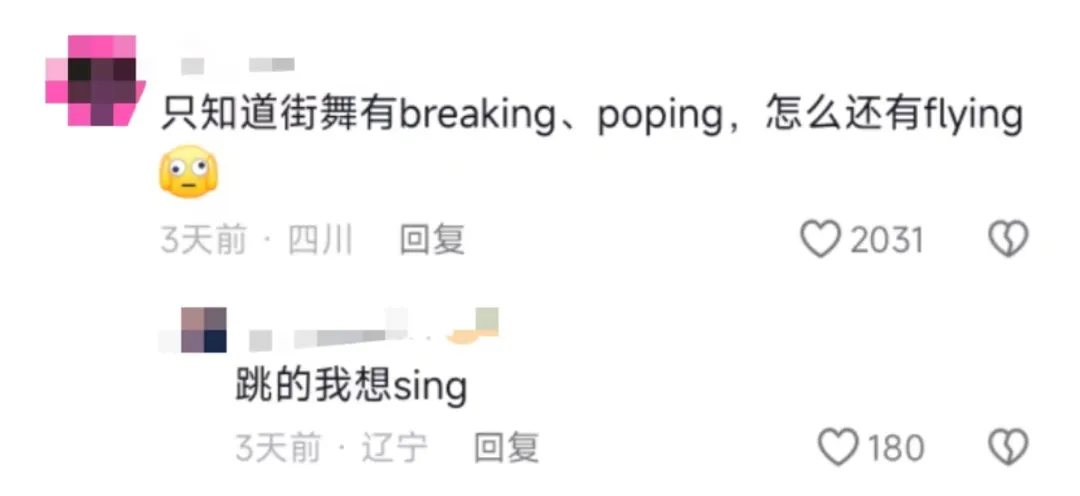 只知道街舞有breaking、poping，怎么还有flying
3天前 · 四川 回复 2031
跳的我想sing
3天前 · 辽宁 回复 180